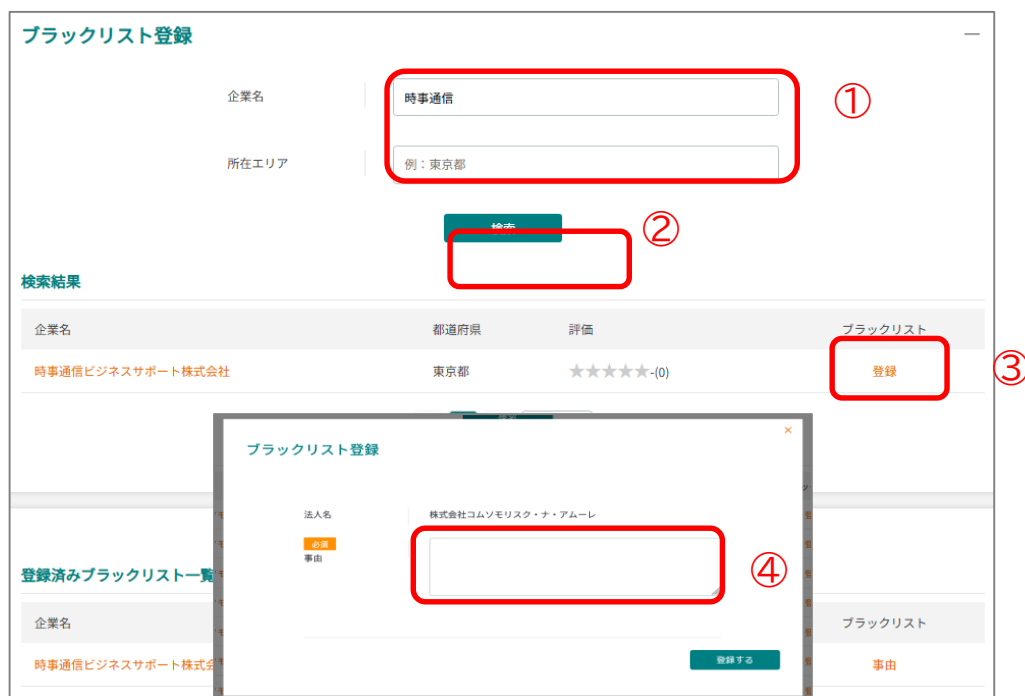 ブラックリスト登録
企業名
時事通信
①
所在エリア
例：東京都
検索
②
検索結果
企業名 都道府県 評価 ブラックリスト
時事通信ビジネスサポート株式会社 東京都 ★★★★★-(0) 登録
③
ブラックリスト登録
×
法人名 株式会社コムソモリスク・ナ・アムーレ
必須
事由
④
登録する
登録済みブラックリスト一覧
企業名 ブラックリスト
時事通信ビジネスサポート株式会 事由